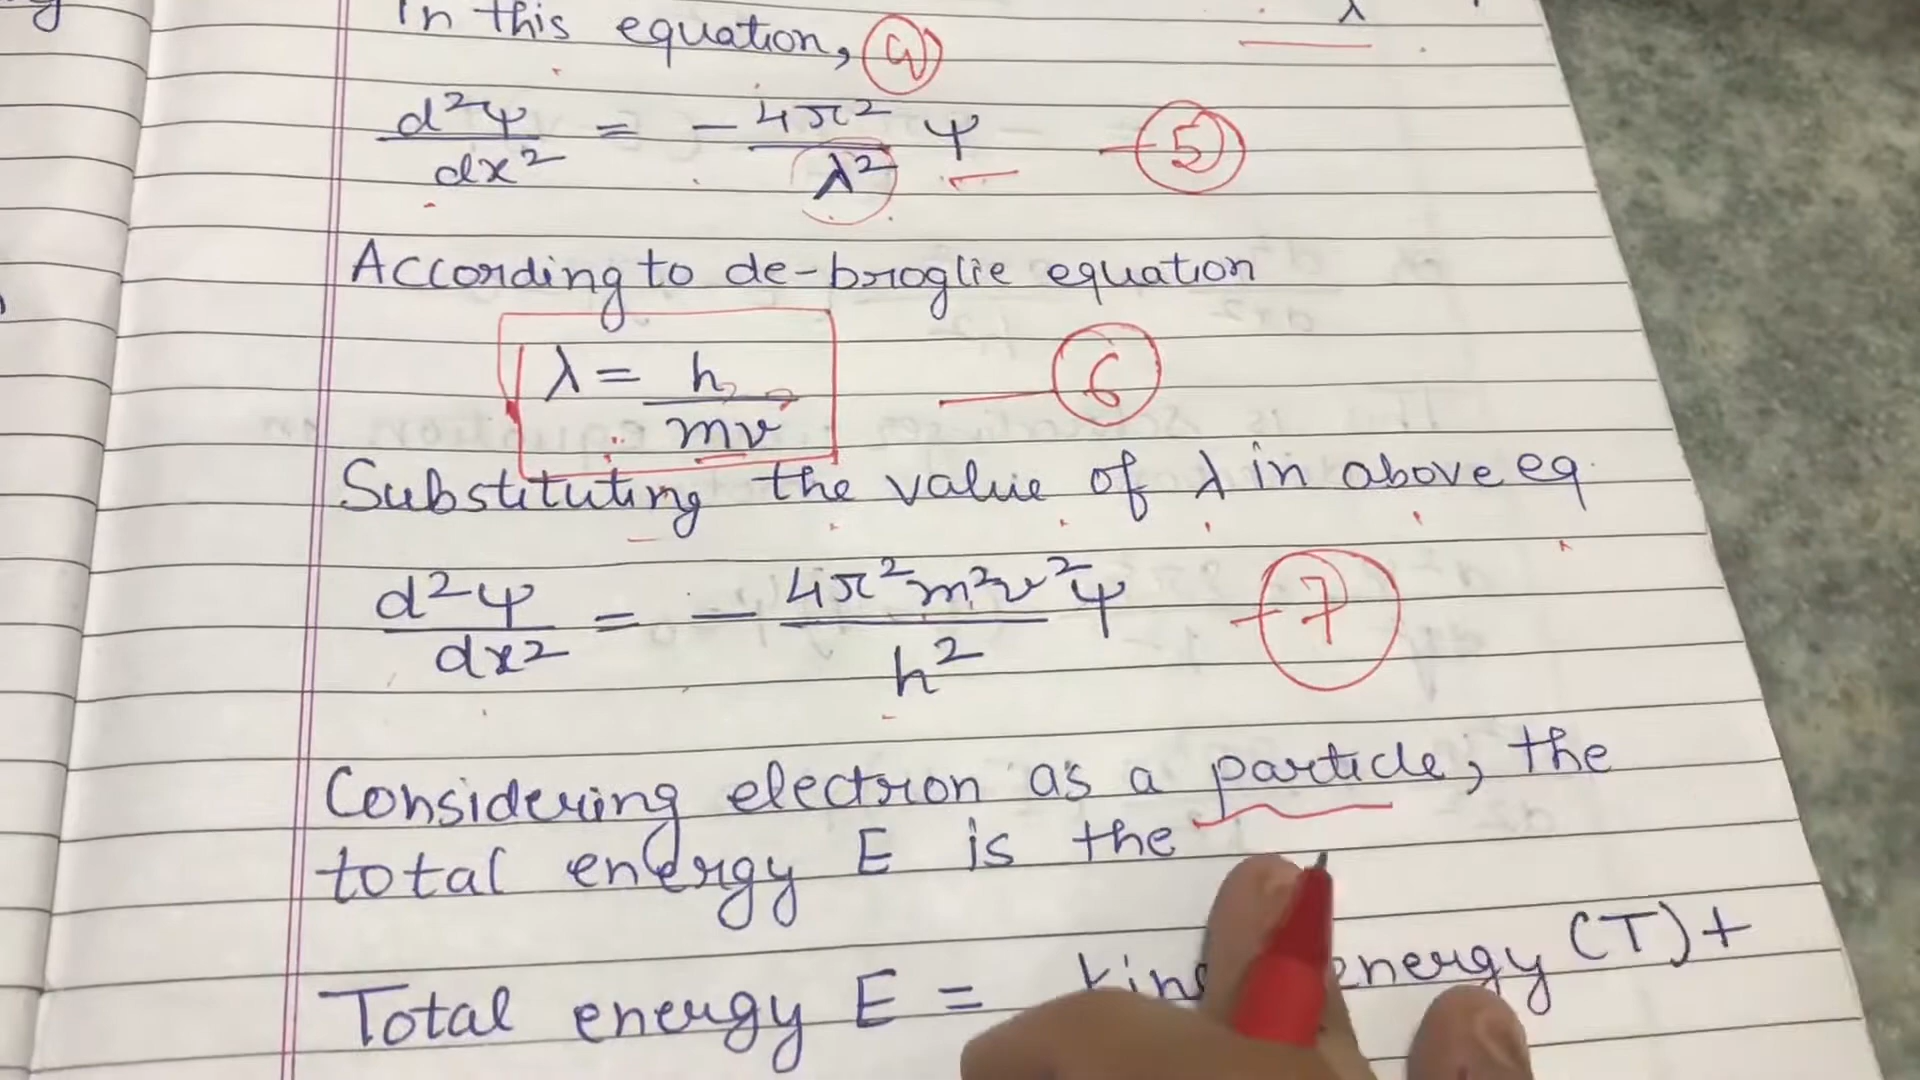 In this equation, 4
d²ψ/dx² = - 4π²/λ² ψ — 5
According to de-broglie equation
λ = h/mv — 6
Substituting the value of λ in above eq.
d²ψ/dx² = - 4π²m²v²/h² ψ — 7
Considering electron as a particle, the
total energy E is the
Total energy E = energy (T) +